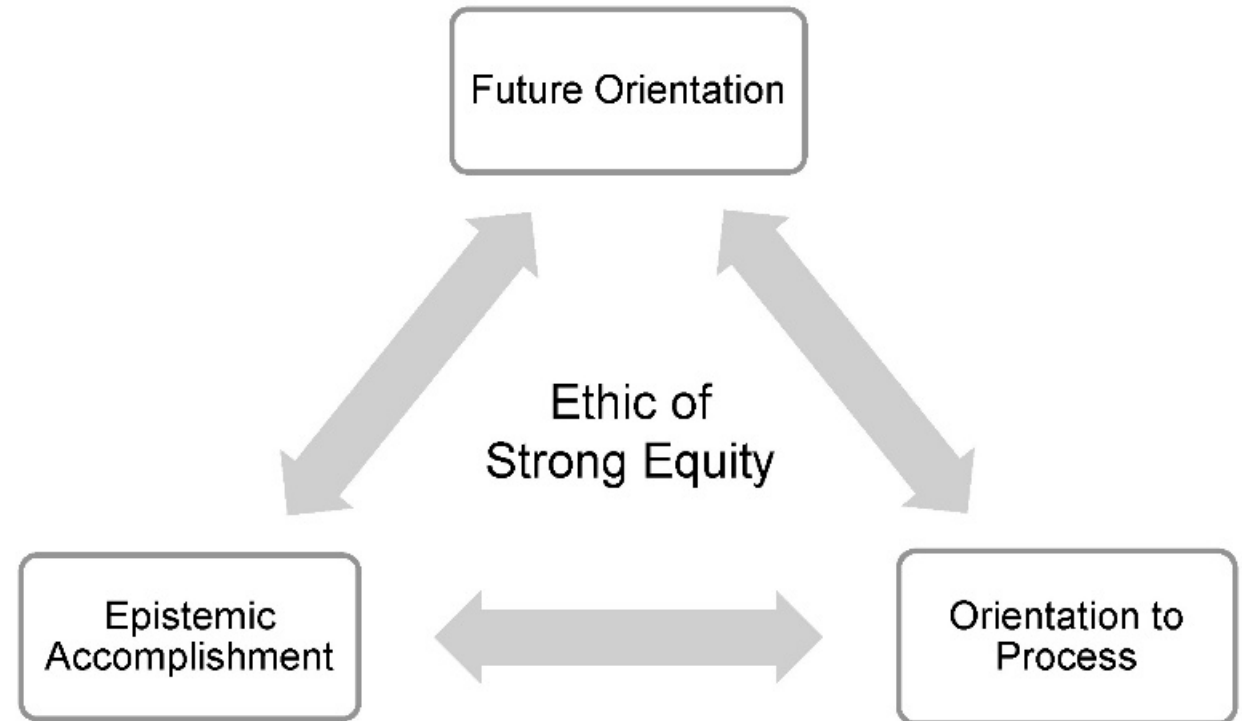 Future Orientation
Ethic of
Strong Equity
Epistemic
Accomplishment
Orientation to
Process